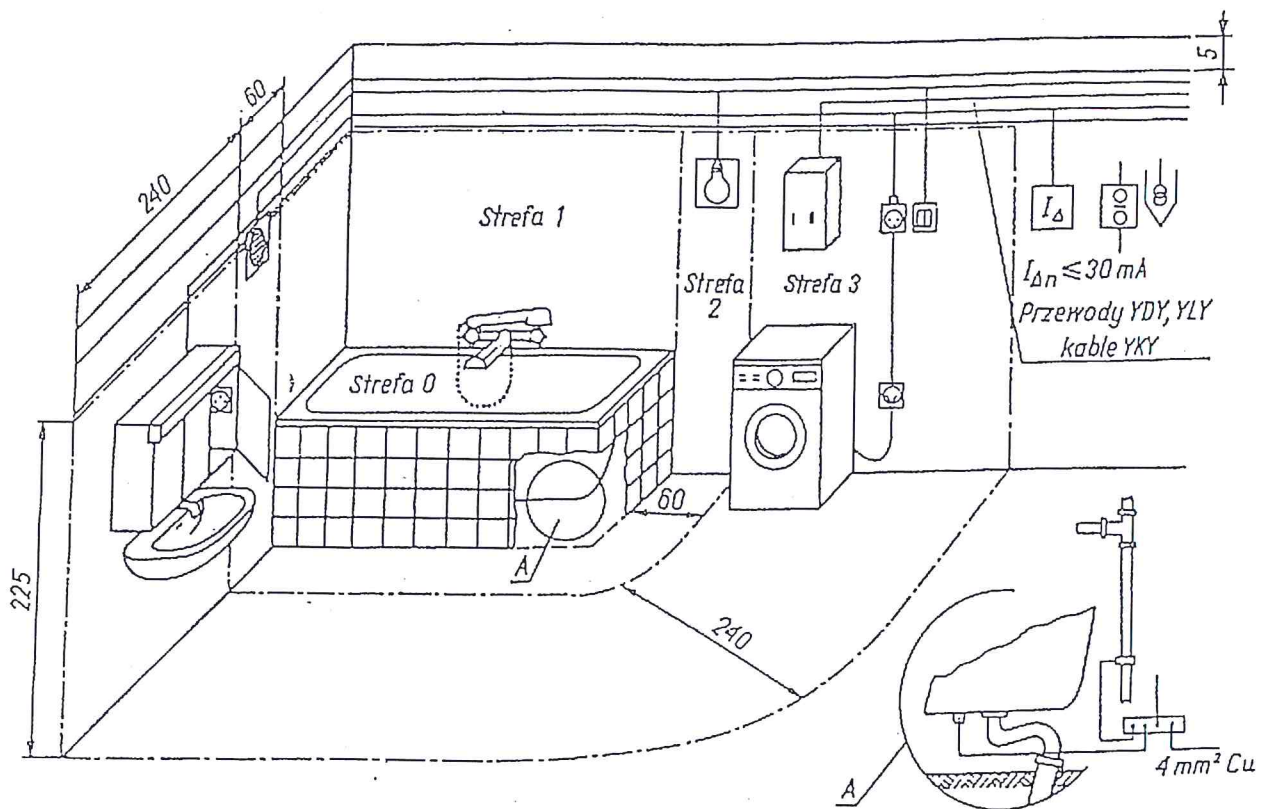 5
60
240
Strefa 1
Strefa
2
Strefa 3
I∆
I∆n ≤ 30 mA
Przewody YDY, YLY
kable YKY
Strefa 0
60
A
225
240
A
4 mm² Cu